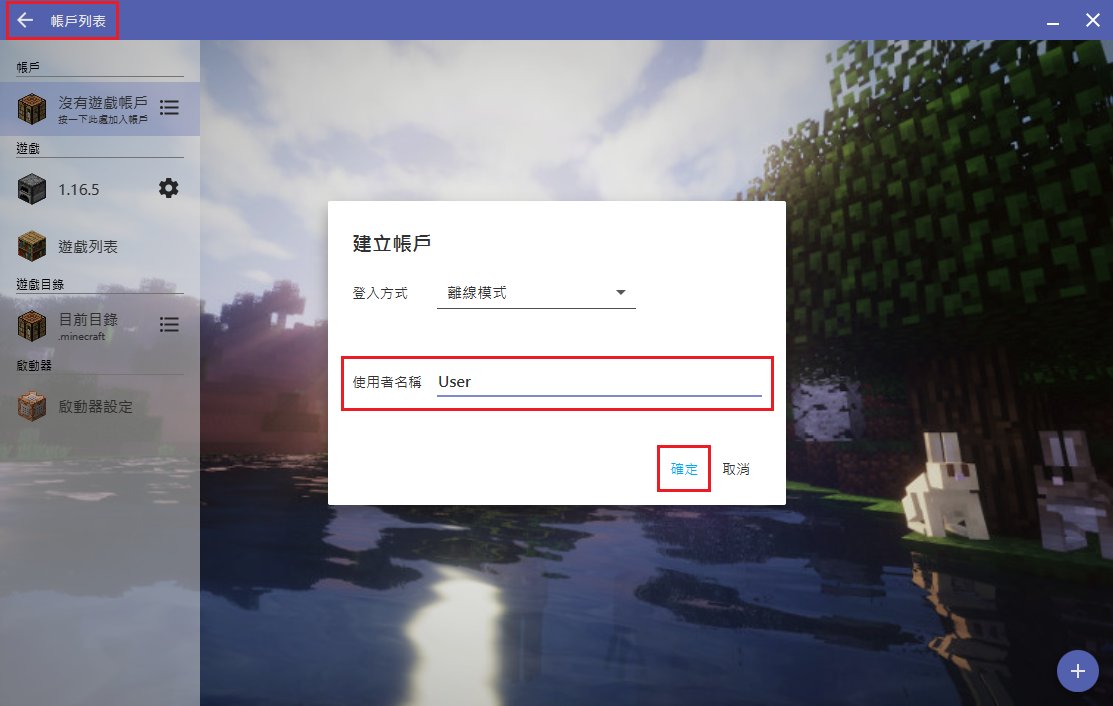 帳戶列表
帳戶
沒有遊戲帳戶
按一下此處加入帳戶
遊戲
1.16.5
遊戲列表
遊戲目錄
目前目錄
.minecraft
啟動器
啟動器設定
建立帳戶
登入方式 離線模式
使用者名稱 User
確定 取消